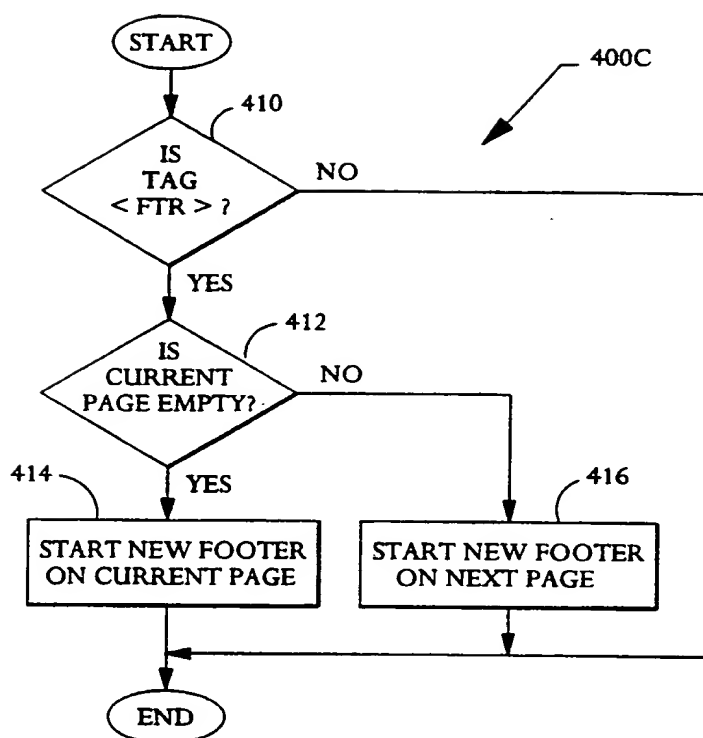 START
400C
410
IS
TAG
< FTR > ?
NO
YES
412
IS
CURRENT
PAGE EMPTY?
NO
414
YES
416
START NEW FOOTER
ON CURRENT PAGE
START NEW FOOTER
ON NEXT PAGE
END